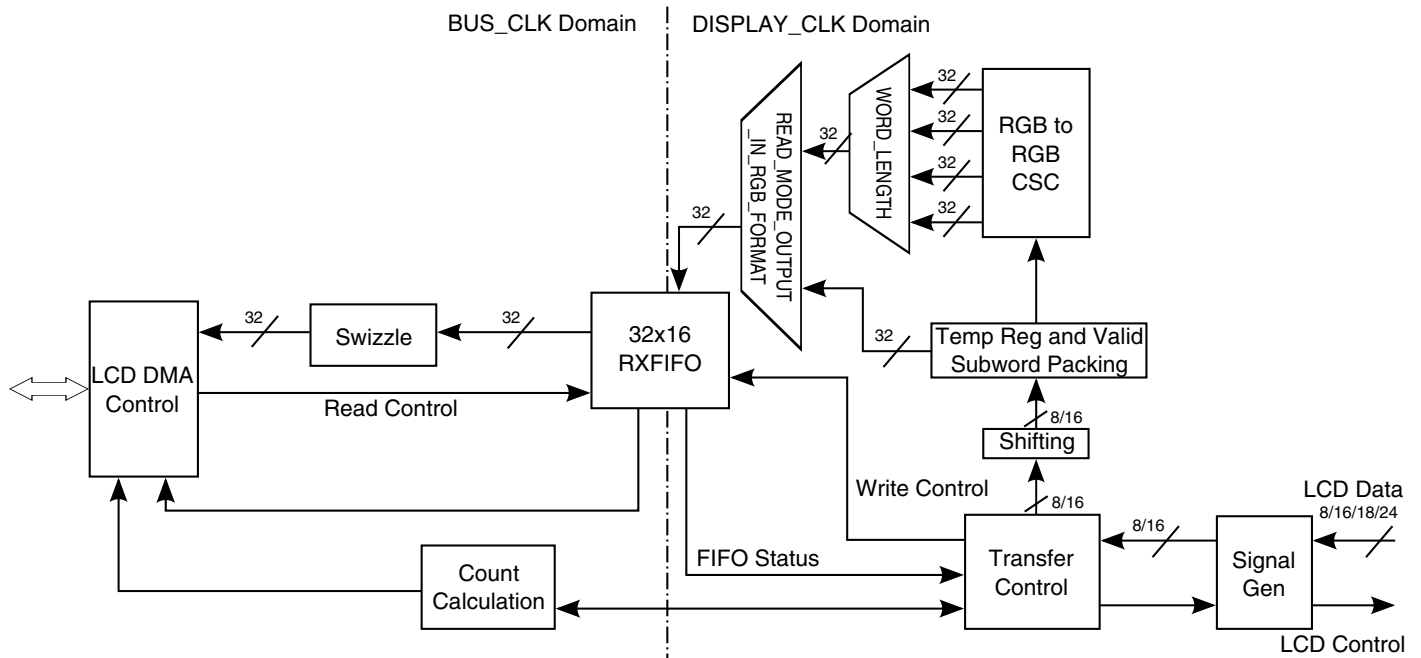 BUS_CLK Domain
DISPLAY_CLK Domain
32
32
32
32
RGB to
RGB
CSC
WORD_LENGTH
32
READ_MODE_OUTPUT
_IN_RGB_FORMAT
32
32
Temp Reg and Valid
Subword Packing
8/16
Shifting
8/16
32
Swizzle
32
32x16
RXFIFO
LCD DMA
Control
Read Control
Write Control
FIFO Status
Count
Calculation
Transfer
Control
8/16
Signal
Gen
LCD Data
8/16/18/24
LCD Control